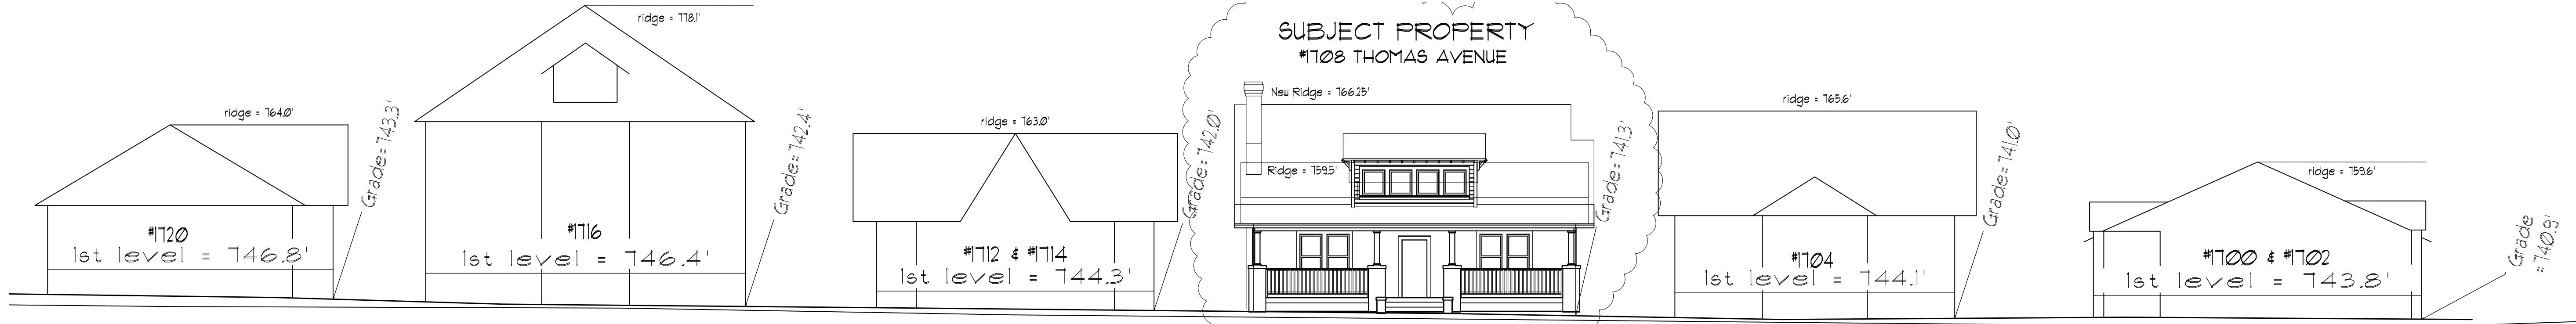 ridge = 764.0'
Grade = 743.3'
#1720
1st level = 746.8'
ridge = 778.1'
Grade = 742.4'
#1716
1st level = 746.4'
ridge = 763.0'
Grade = 742.0'
#1712 & #1714
1st level = 744.3'
SUBJECT PROPERTY
#1708 THOMAS AVENUE
New Ridge = 766.25'
Ridge = 759.5'
Grade = 741.3'
ridge = 765.6'
Grade = 741.0'
#1704
1st level = 744.1'
ridge = 759.6'
Grade
= 740.9'
#1700 & #1702
1st level = 743.8'